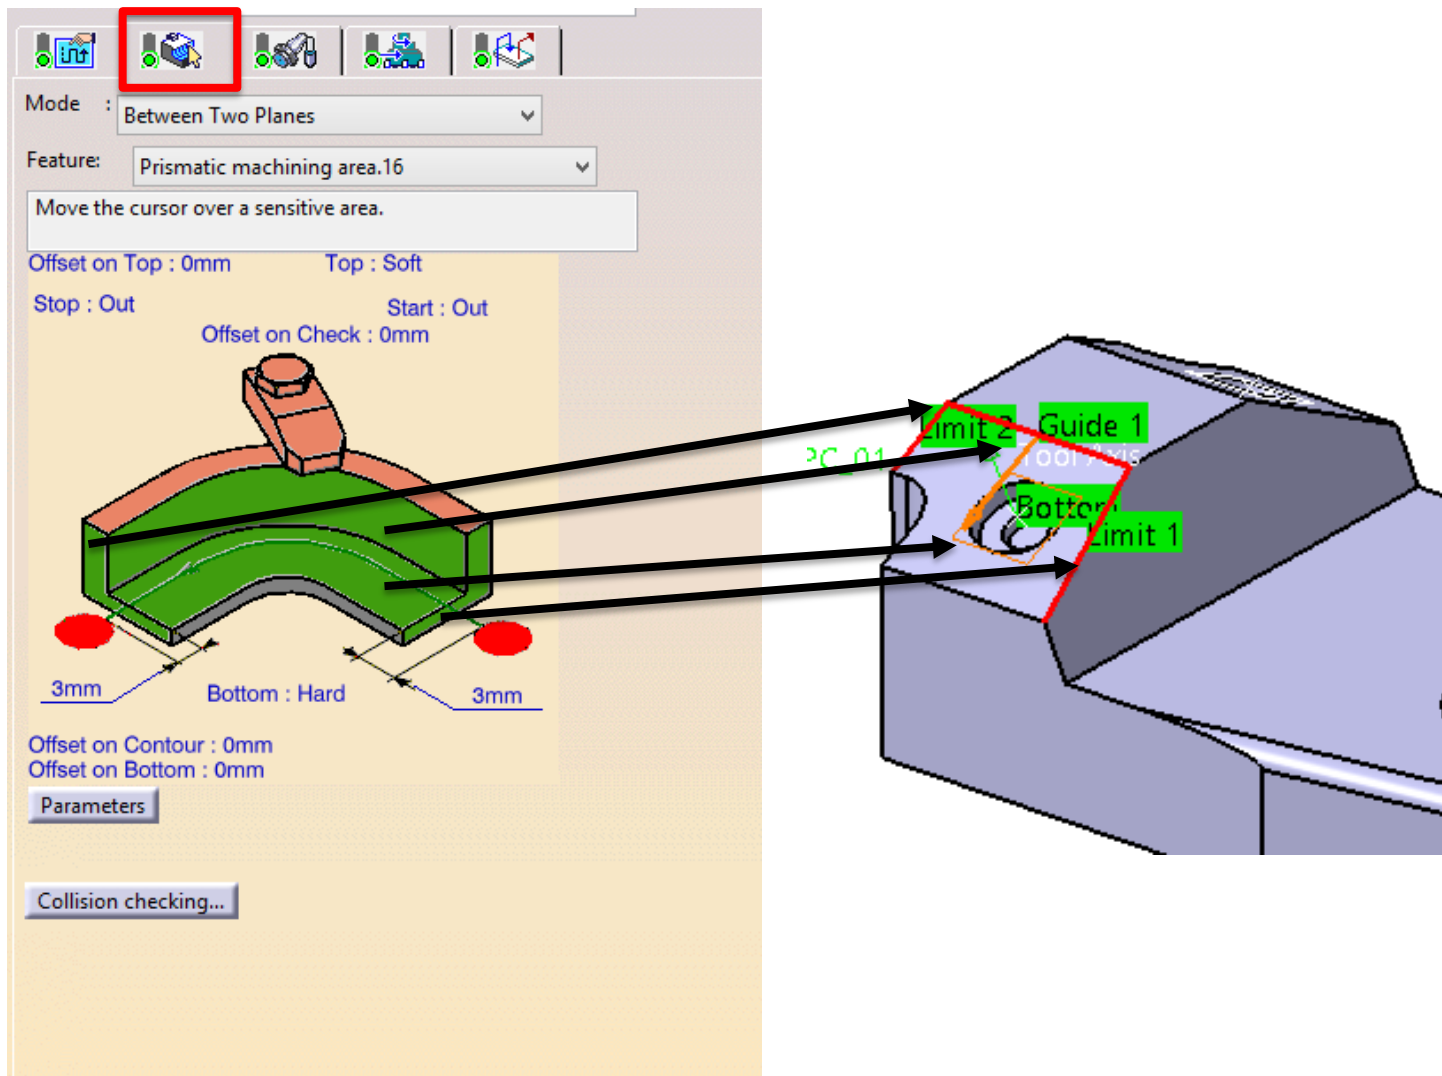 Mode :
Between Two Planes
Feature:
Prismatic machining area.16
Move the cursor over a sensitive area.
Offset on Top : 0mm
Top : Soft
Stop : Out
Start : Out
Offset on Check : 0mm
3mm
Bottom : Hard
3mm
Offset on Contour : 0mm
Offset on Bottom : 0mm
Parameters
Collision checking...
Limit 2
Guide 1
PC_01
Tool Axis
Bottom
Limit 1